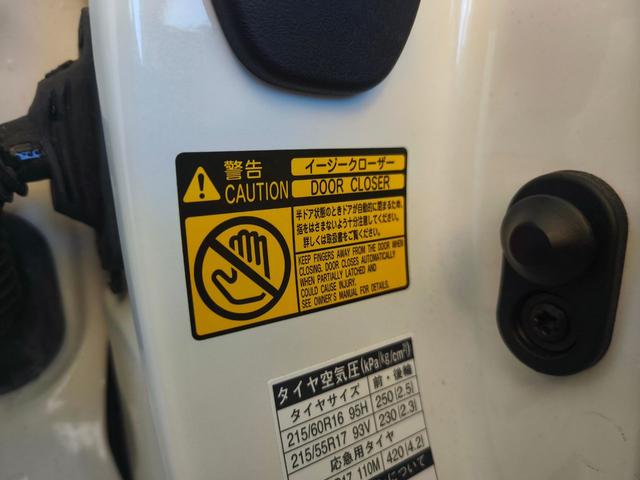 警告 イージークローザー
CAUTION DOOR CLOSER
半ドア状態のときドアが自動的に閉まるため、
指をはさまないよう十分注意してください。
詳しくは取扱書をご覧ください。
KEEP FINGERS AWAY FROM THE DOOR WHEN
CLOSING. DOOR CLOSES AUTOMATICALLY
WHEN PARTIALLY LATCHED AND
COULD CAUSE INJURY.
SEE OWNER'S MANUAL FOR DETAILS.
タイヤ空気圧(kPa{kg/cm²})
タイヤサイズ 前・後輪
215/60R16 95H 250{2.5}
215/55R17 93V 230{2.3}
応急用タイヤ
110M 420{4.2}
について